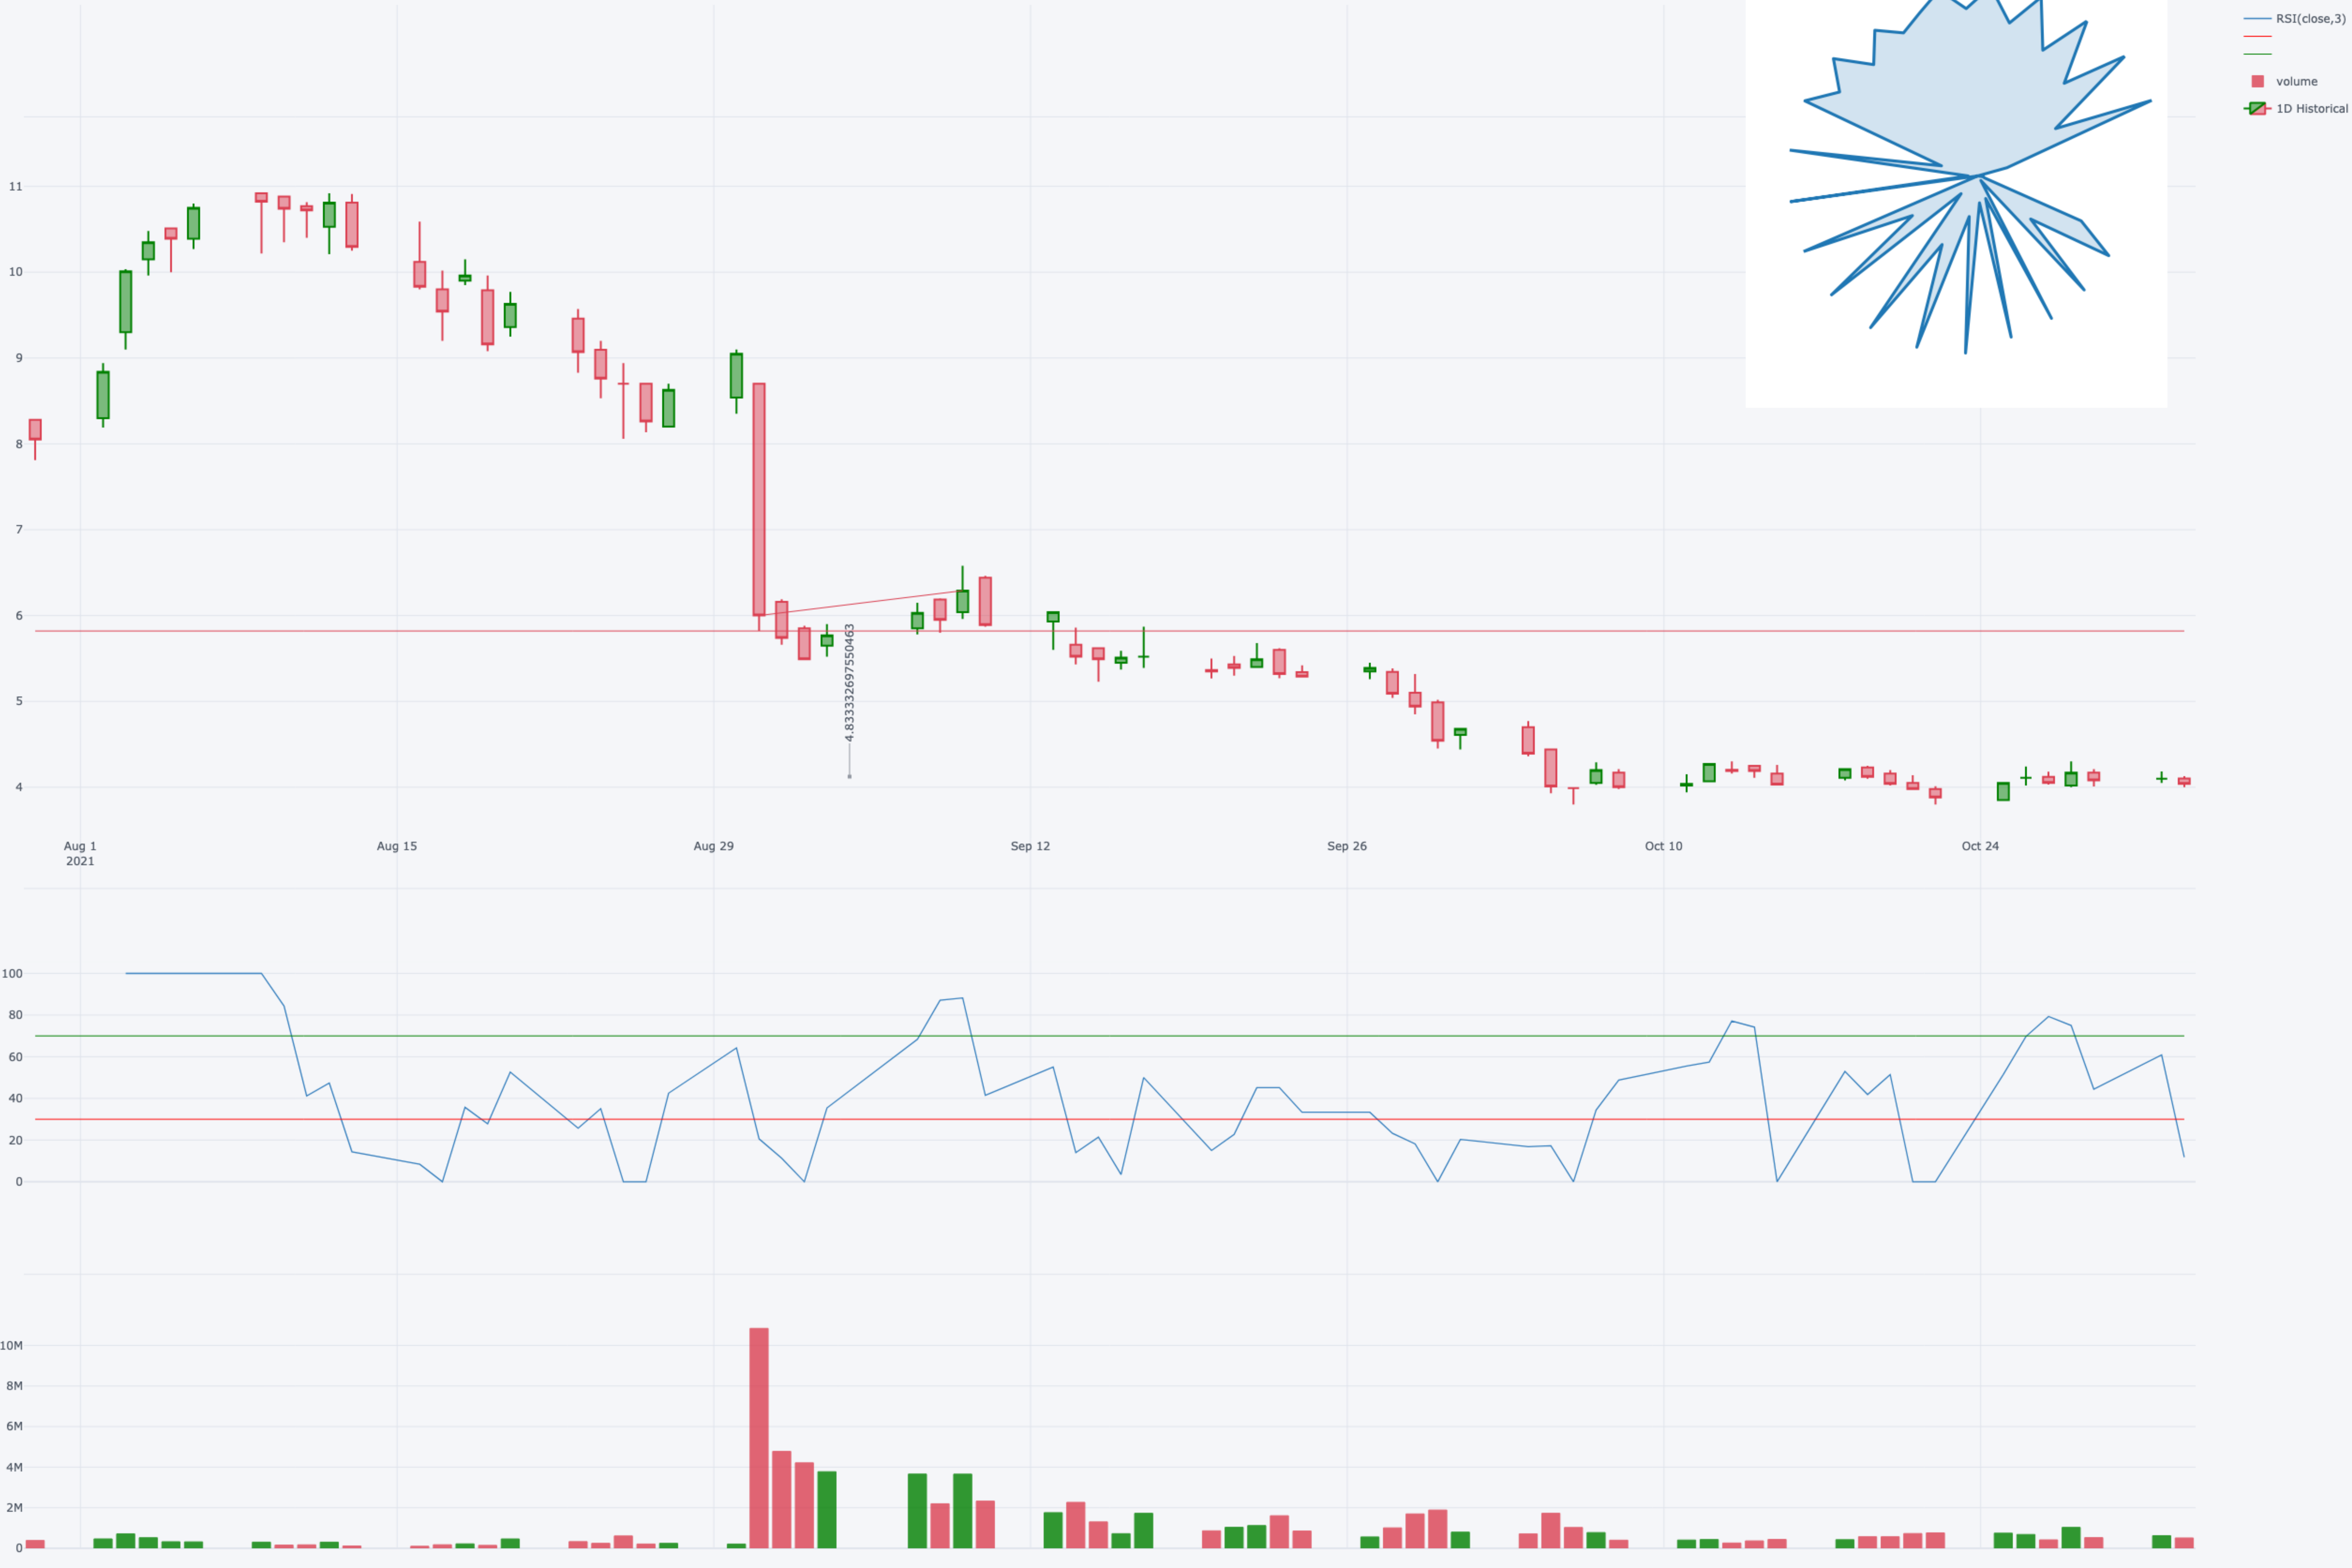 RSI(close,3)
volume
1D Historical
11
10
9
8
7
6
5
4
4.8333332697550463
Aug 1
2021
Aug 15
Aug 29
Sep 12
Sep 26
Oct 10
Oct 24
100
80
60
40
20
0
10M
8M
6M
4M
2M
0